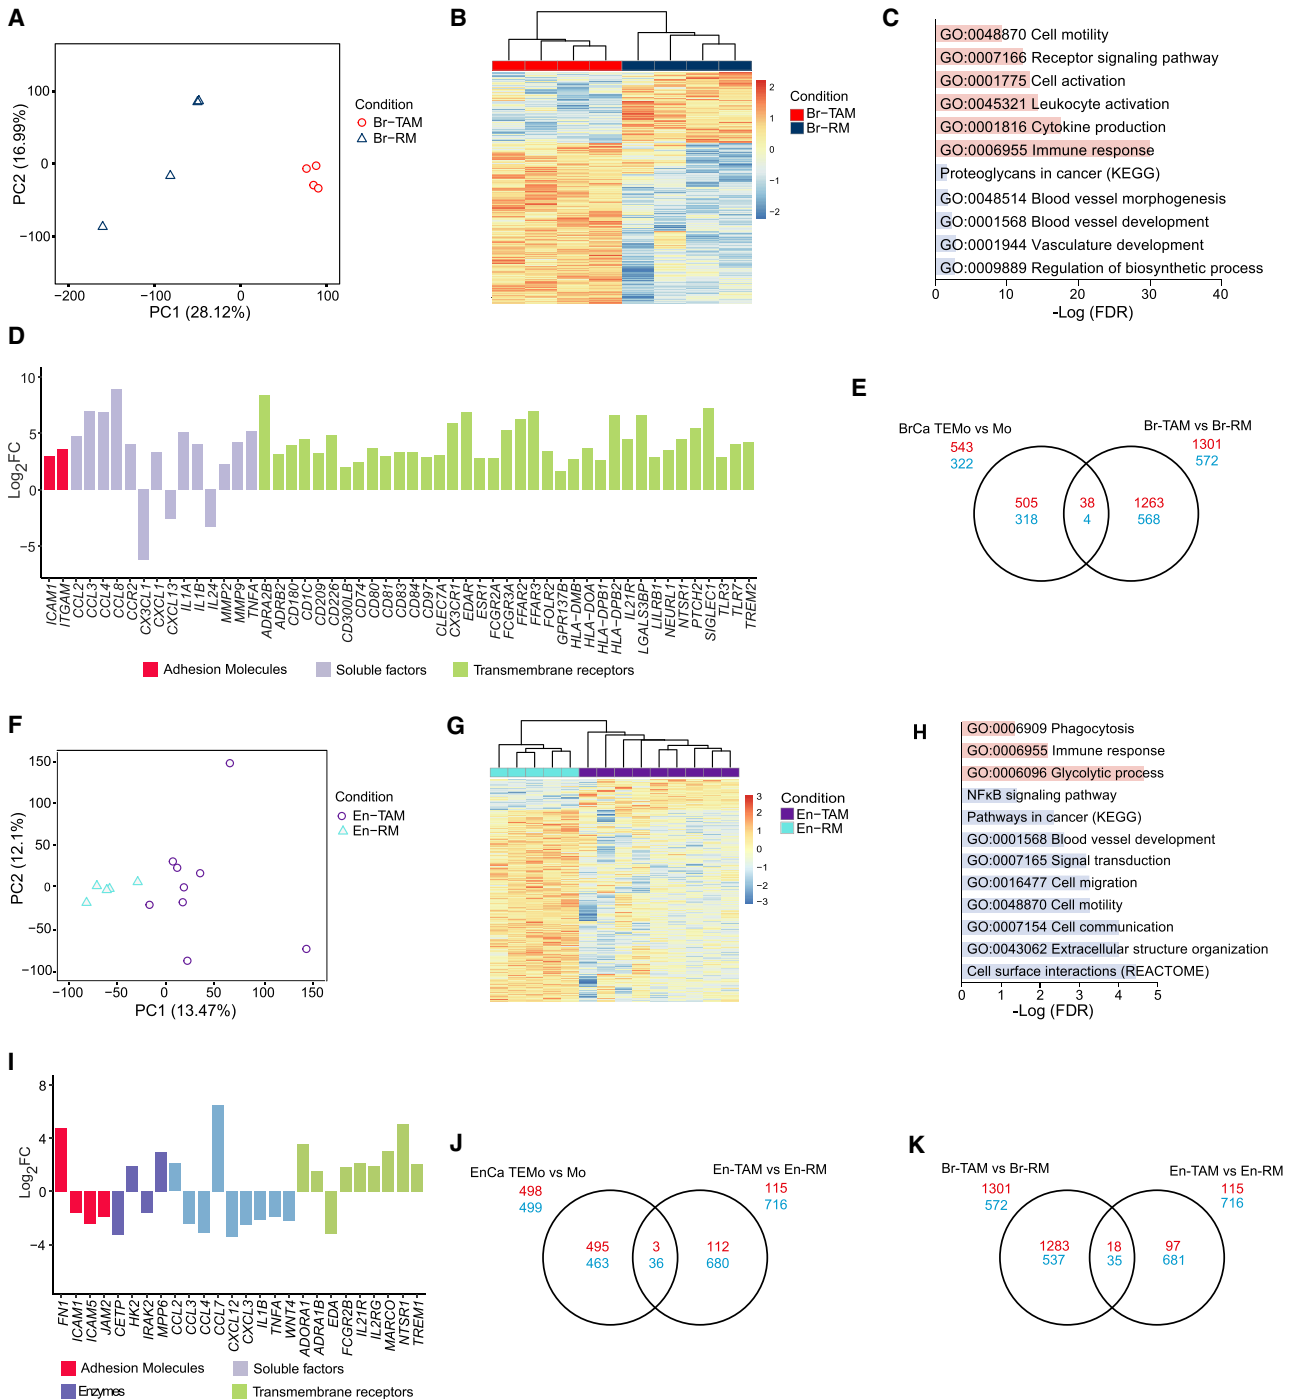 A
PC2 (16.99%)
100
0
−100
−200
−100
0
100
PC1 (28.12%)
Condition
Br−TAM
Br−RM
B
2
1
0
−1
−2
Condition
Br−TAM
Br−RM
C
GO:0048870 Cell motility
GO:0007166 Receptor signaling pathway
GO:0001775 Cell activation
GO:0045321 Leukocyte activation
GO:0001816 Cytokine production
GO:0006955 Immune response
Proteoglycans in cancer (KEGG)
GO:0048514 Blood vessel morphogenesis
GO:0001568 Blood vessel development
GO:0001944 Vasculature development
GO:0009889 Regulation of biosynthetic process
0 10 20 30 40
-Log (FDR)
D
Log2FC
10
5
0
−5
ICAM1
ITGAM
CCL2
CCL3
CCL4
CCL8
CCR2
CX3CL1
CXCL1
CXCL13
IL1A
IL1B
IL24
MMP2
MMP9
TNFA
ADRA2B
ADRB2
CD180
CD1C
CD209
CD226
CD300LB
CD74
CD80
CD81
CD83
CD84
CD97
CLEC7A
CX3CR1
EDAR
ESR1
FCGR2A
FCGR3A
FFAR2
FFAR3
FOLR2
GPR137B
HLA−DMB
HLA−DOA
HLA−DPB1
HLA−DPB2
IL21R
LGALS3BP
LILRB1
NEURL1
NTSR1
PTCH2
SIGLEC1
TLR3
TLR7
TREM2
Adhesion Molecules
Soluble factors
Transmembrane receptors
E
BrCa TEMo vs Mo
543
322
Br-TAM vs Br-RM
1301
572
505
318
38
4
1263
568
F
PC2 (12.1%)
150
100
50
0
−50
−100
−100
−50
0
50
100
150
PC1 (13.47%)
Condition
En−TAM
En−RM
G
3
2
1
0
−1
−2
−3
Condition
En−TAM
En−RM
H
GO:0006909 Phagocytosis
GO:0006955 Immune response
GO:0006096 Glycolytic process
NFκB signaling pathway
Pathways in cancer (KEGG)
GO:0001568 Blood vessel development
GO:0007165 Signal transduction
GO:0016477 Cell migration
GO:0048870 Cell motility
GO:0007154 Cell communication
GO:0043062 Extracellular structure organization
Cell surface interactions (REACTOME)
0 1 2 3 4 5
-Log (FDR)
I
Log2FC
8
4
0
−4
FN1
ICAM1
ICAM5
JAM2
CETP
HK2
IRAK2
MPP6
CCL2
CCL3
CCL4
CCL7
CXCL12
CXCL3
IL1B
TNFA
WNT4
ADORA1
ADRA1B
EDA
FCGR2B
IL21R
IL2RG
MARCO
NTSR1
TREM1
Adhesion Molecules
Soluble factors
Enzymes
Transmembrane receptors
J
EnCa TEMo vs Mo
498
499
En-TAM vs En-RM
115
716
495
463
3
36
112
680
K
Br-TAM vs Br-RM
1301
572
En-TAM vs En-RM
115
716
1283
537
18
35
97
681